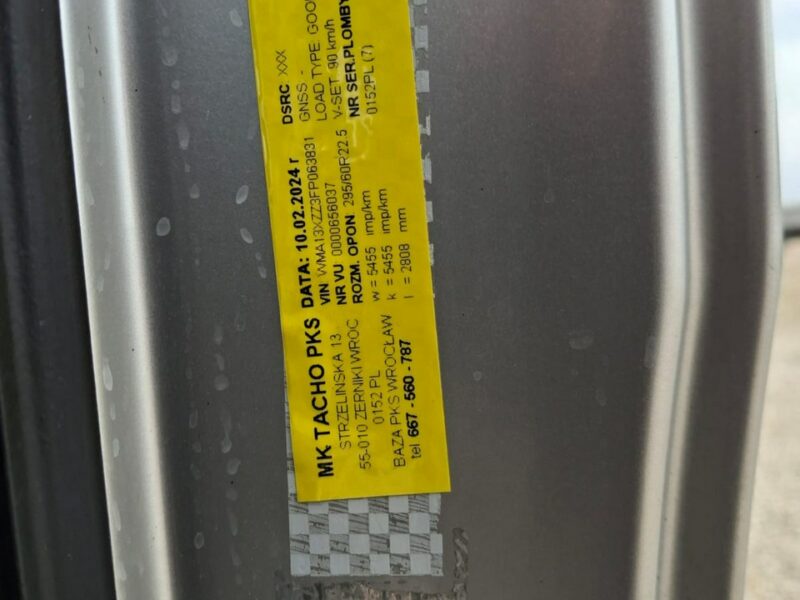 MK TACHO PKS
STRZELIŃSKA 13
55-010 ZERNIKI WROC
0152 PL
BAZA PKS WROCŁAW
tel 667 - 560 - 787
DATA: 10.02.2024 r
VIN WMA13XZZ3FP063831
NR VU 0000656037
ROZM. OPON 295/60R22.5
w = 5455 imp/km
k = 5455 imp/km
l = 2808 mm
DSRC XXX
GNSS -
LOAD TYPE GOO
V-SET 90 km/h
NR SER.PLOMBY
0152PL (7)